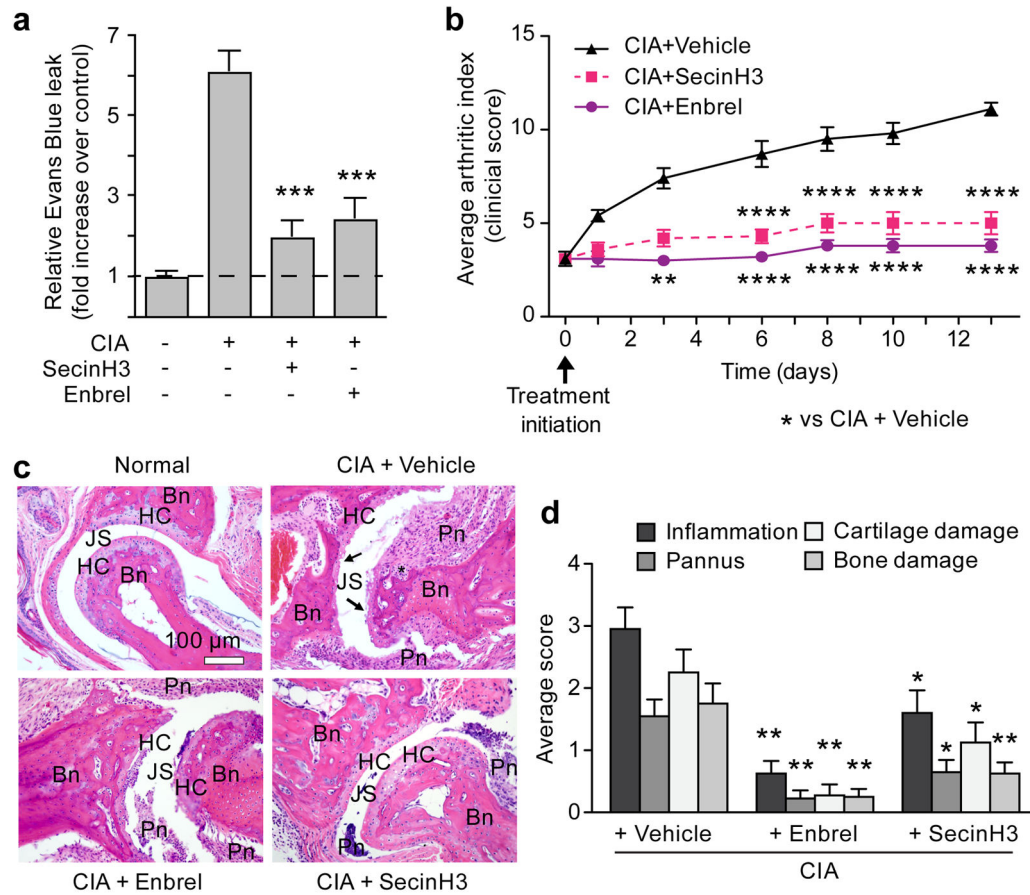 a
Relative Evans Blue leak
(fold increase over control)
7
6
5
3
2
1
CIA - + + +
SecinH3 - - + -
Enbrel - - - +
*** ***
b
Average arthritic index
(clinicial score)
15
10
5
0
CIA+Vehicle
CIA+SecinH3
CIA+Enbrel
**** **** **** ****
** **** **** **** ****
0 2 4 6 8 10 12
Time (days)
Treatment
initiation
* vs CIA + Vehicle
c
Normal
Bn
HC
JS
HC
Bn
100 µm
CIA + Vehicle
HC
Pn
JS
*
Bn
Bn
Pn
Pn
HC
Bn
JS
HC
Bn
Pn
Pn
CIA + Enbrel
Bn
HC
HC
Pn
JS
Bn
Pn
CIA + SecinH3
d
Inflammation
Pannus
Cartilage damage
Bone damage
Average score
3
2
1
0
** ** ** **
* * * **
+ Vehicle + Enbrel + SecinH3
CIA